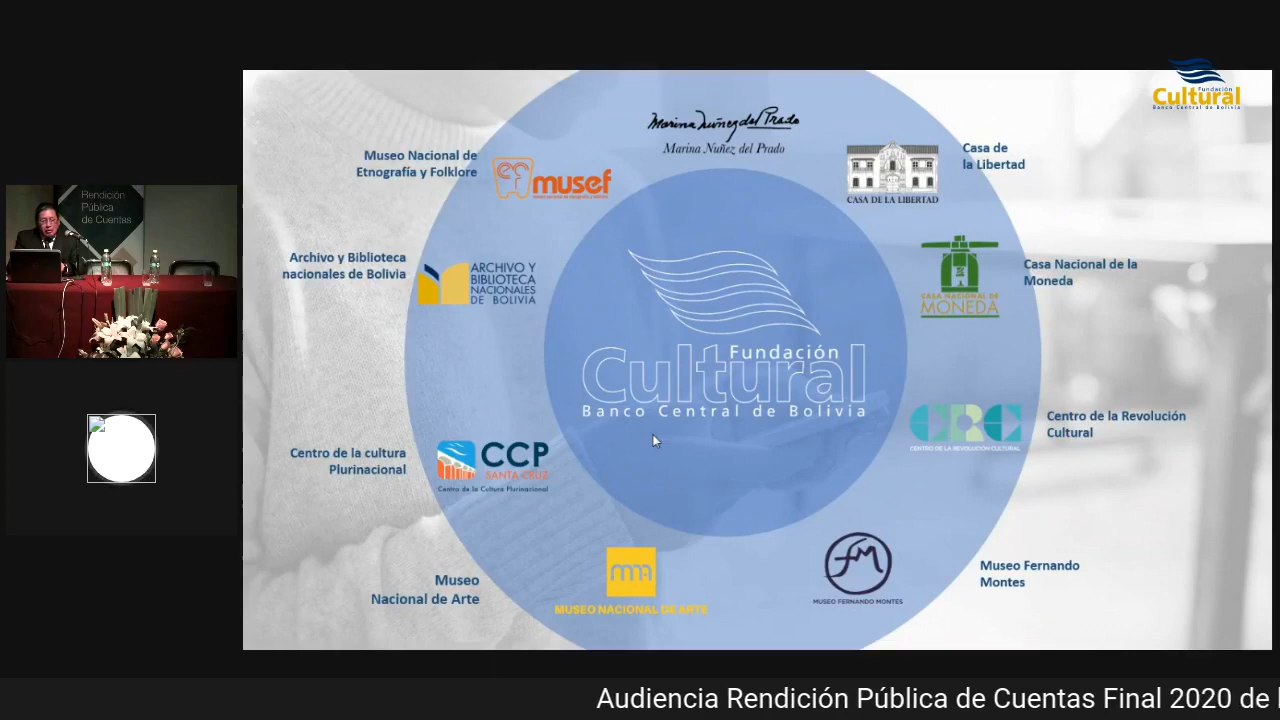 Fundación
Cultural
Banco Central de Bolivia
Marina Núñez del Prado
Marina Nuñez del Prado
Museo Nacional de
Etnografía y Folklore
musef
Casa de
la Libertad
CASA DE LA LIBERTAD
Rendición
Pública
de Cuentas
Archivo y Biblioteca
nacionales de Bolivia
ARCHIVO Y
BIBLIOTECA
NACIONALES
DE BOLIVIA
Casa Nacional de la
Moneda
CASA NACIONAL DE
MONEDA
Fundación
Cultural
Banco Central de Bolivia
CRC
CENTRO DE LA REVOLUCIÓN CULTURAL
Centro de la Revolución
Cultural
Centro de la cultura
Plurinacional
CCP
SANTA CRUZ
Centro de la Cultura Plurinacional
Museo
Nacional de Arte
mna
MUSEO NACIONAL DE ARTE
fm
MUSEO FERNANDO MONTES
Museo Fernando
Montes
Audiencia Rendición Pública de Cuentas Final 2020 de